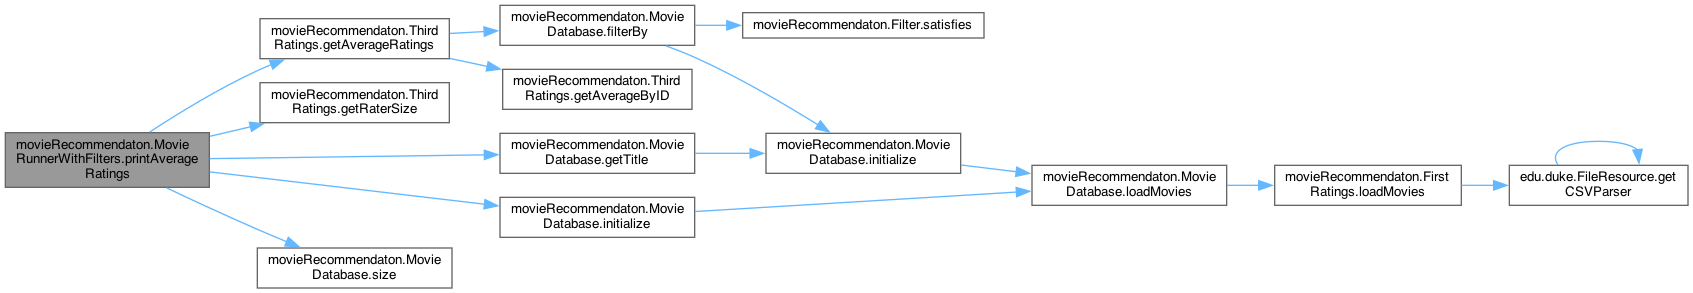 movieRecommendaton.Movie
RunnerWithFilters.printAverage
Ratings
movieRecommendaton.Third
Ratings.getAverageRatings
movieRecommendaton.Movie
Database.filterBy
movieRecommendaton.Filter.satisfies
movieRecommendaton.Third
Ratings.getAverageByID
movieRecommendaton.Third
Ratings.getRaterSize
movieRecommendaton.Movie
Database.getTitle
movieRecommendaton.Movie
Database.initialize
movieRecommendaton.Movie
Database.initialize
movieRecommendaton.Movie
Database.loadMovies
movieRecommendaton.First
Ratings.loadMovies
edu.duke.FileResource.get
CSVParser
movieRecommendaton.Movie
Database.size